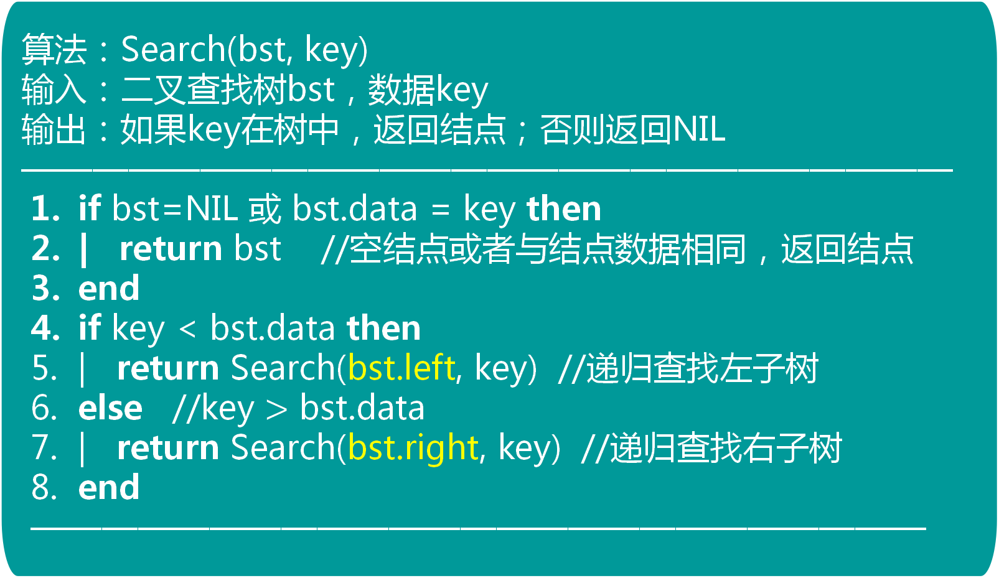 算法：Search(bst, key)
输入：二叉查找树bst，数据key
输出：如果key在树中，返回结点；否则返回NIL
1. if bst=NIL 或 bst.data = key then
2. | return bst //空结点或者与结点数据相同，返回结点
3. end
4. if key < bst.data then
5. | return Search(bst.left, key) //递归查找左子树
6. else //key > bst.data
7. | return Search(bst.right, key) //递归查找右子树
8. end